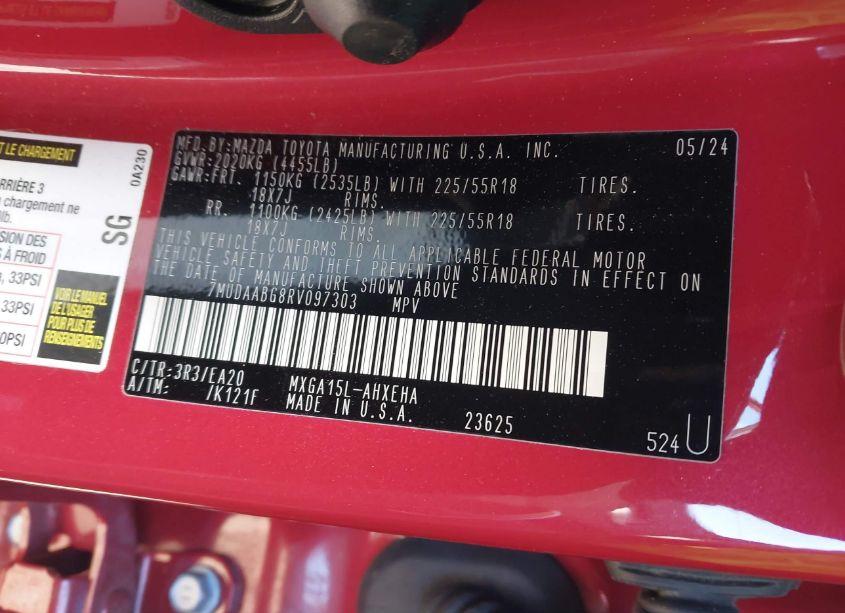 ET LE CHARGEMENT
RRIÈRE 3
chargement ne
lb.
SION DES
S À FROID
33PSI
33PSI
0PSI
VOIR LE MANUEL
DE L'USAGER
POUR PLUS DE
RENSEIGNEMENTS
SG
0A230
MFD.BY:MAZDA TOYOTA MANUFACTURING U.S.A. INC. 05/24
GVWR:2020KG (4455LB)
GAWR:FRT. 1150KG (2535LB) WITH 225/55R18 TIRES.
18X7J RIMS.
RR. 1100KG (2425LB) WITH 225/55R18 TIRES.
18X7J RIMS.
THIS VEHICLE CONFORMS TO ALL APPLICABLE FEDERAL MOTOR
VEHICLE SAFETY AND THEFT PREVENTION STANDARDS IN EFFECT ON
THE DATE OF MANUFACTURE SHOWN ABOVE
7MUDAABG8RV097303 MPV
C/TR:3R3/EA20 MXGA15L-AHXEHA
A/TM: /K121F MADE IN U.S.A. 23625
524 U